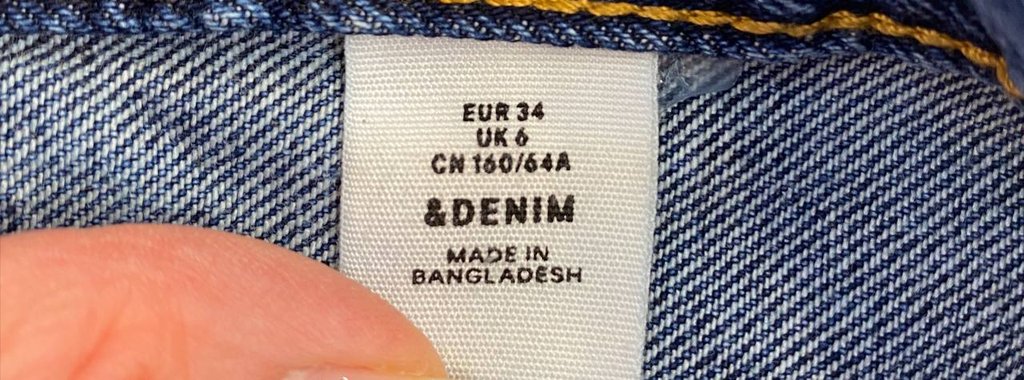 EUR 34
UK 6
CN 160/64A
&DENIM
MADE IN
BANGLADESH